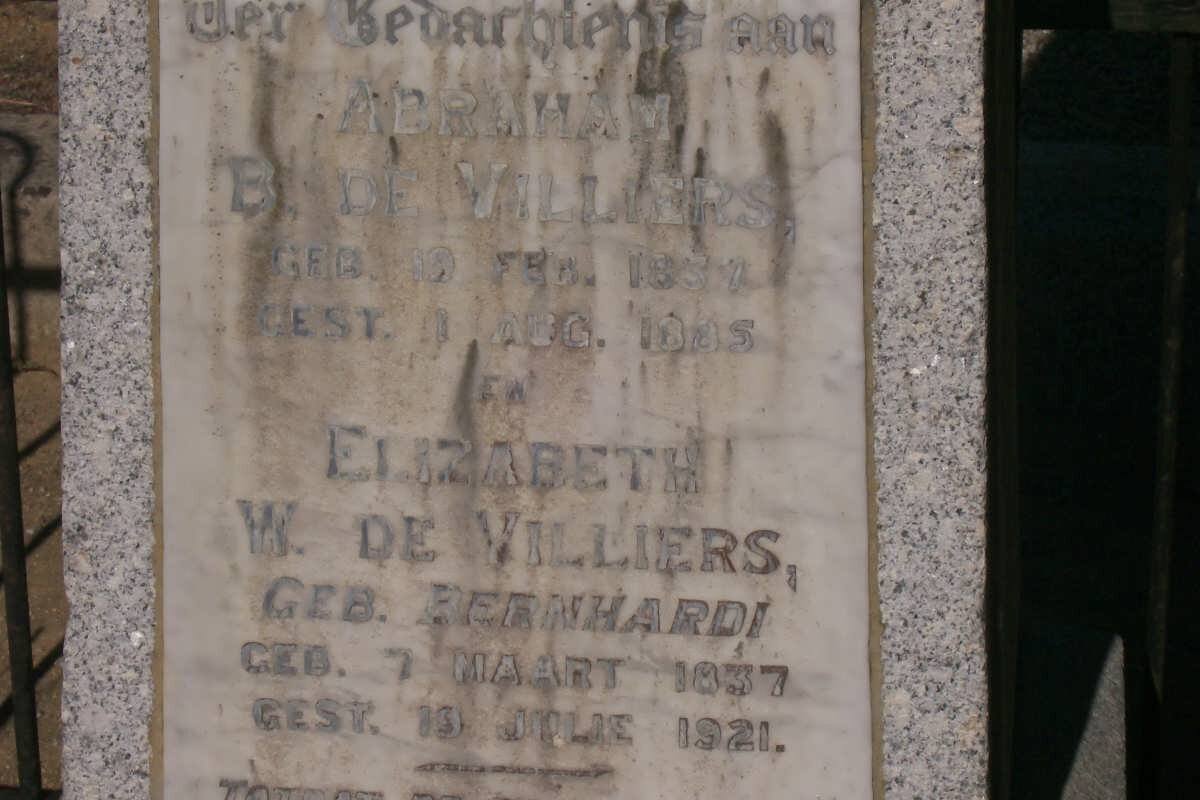 Ter Gedachtenis aan
ABRAHAM
B. DE VILLIERS,
GEB. 19 FEB. 1837
GEST. 1 AUG. 1885
EN
ELIZABETH
W. DE VILLIERS,
GEB. BERNHARDI
GEB. 7 MAART 1837
GEST. 19 JULIE 1921.
TOTDAT